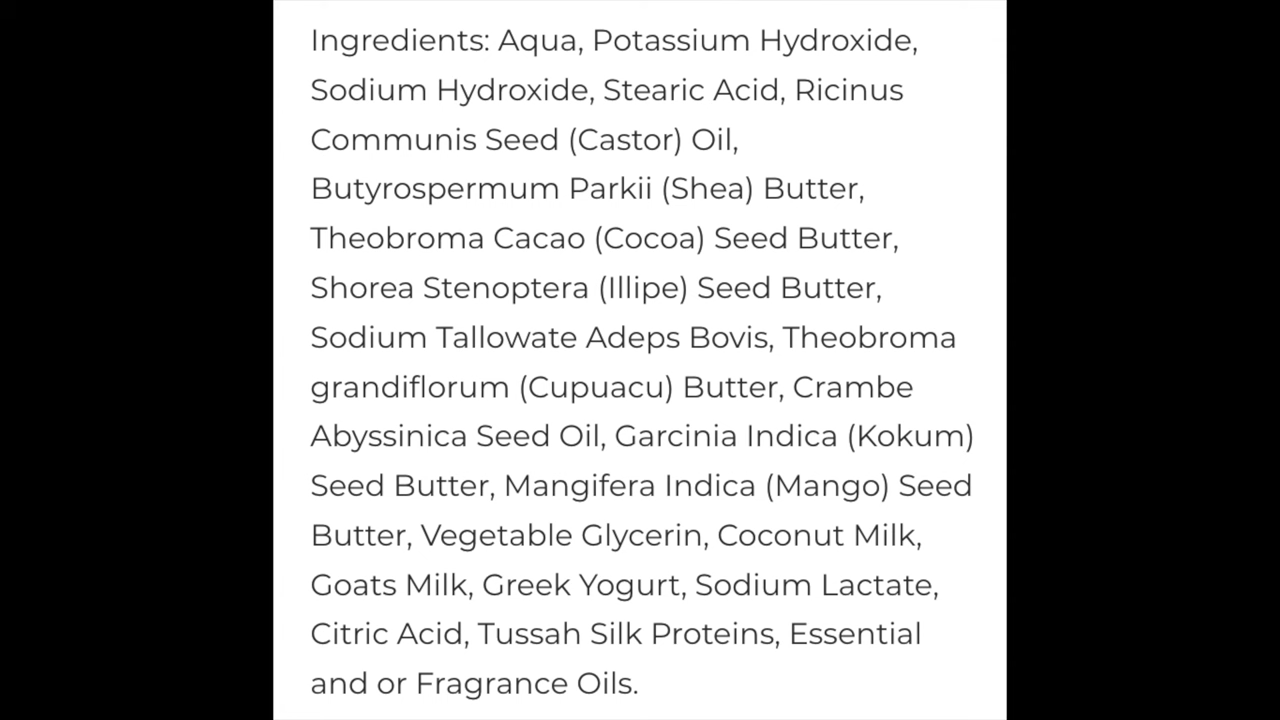 Ingredients: Aqua, Potassium Hydroxide,
Sodium Hydroxide, Stearic Acid, Ricinus
Communis Seed (Castor) Oil,
Butyrospermum Parkii (Shea) Butter,
Theobroma Cacao (Cocoa) Seed Butter,
Shorea Stenoptera (Illipe) Seed Butter,
Sodium Tallowate Adeps Bovis, Theobroma
grandiflorum (Cupuacu) Butter, Crambe
Abyssinica Seed Oil, Garcinia Indica (Kokum)
Seed Butter, Mangifera Indica (Mango) Seed
Butter, Vegetable Glycerin, Coconut Milk,
Goats Milk, Greek Yogurt, Sodium Lactate,
Citric Acid, Tussah Silk Proteins, Essential
and or Fragrance Oils.